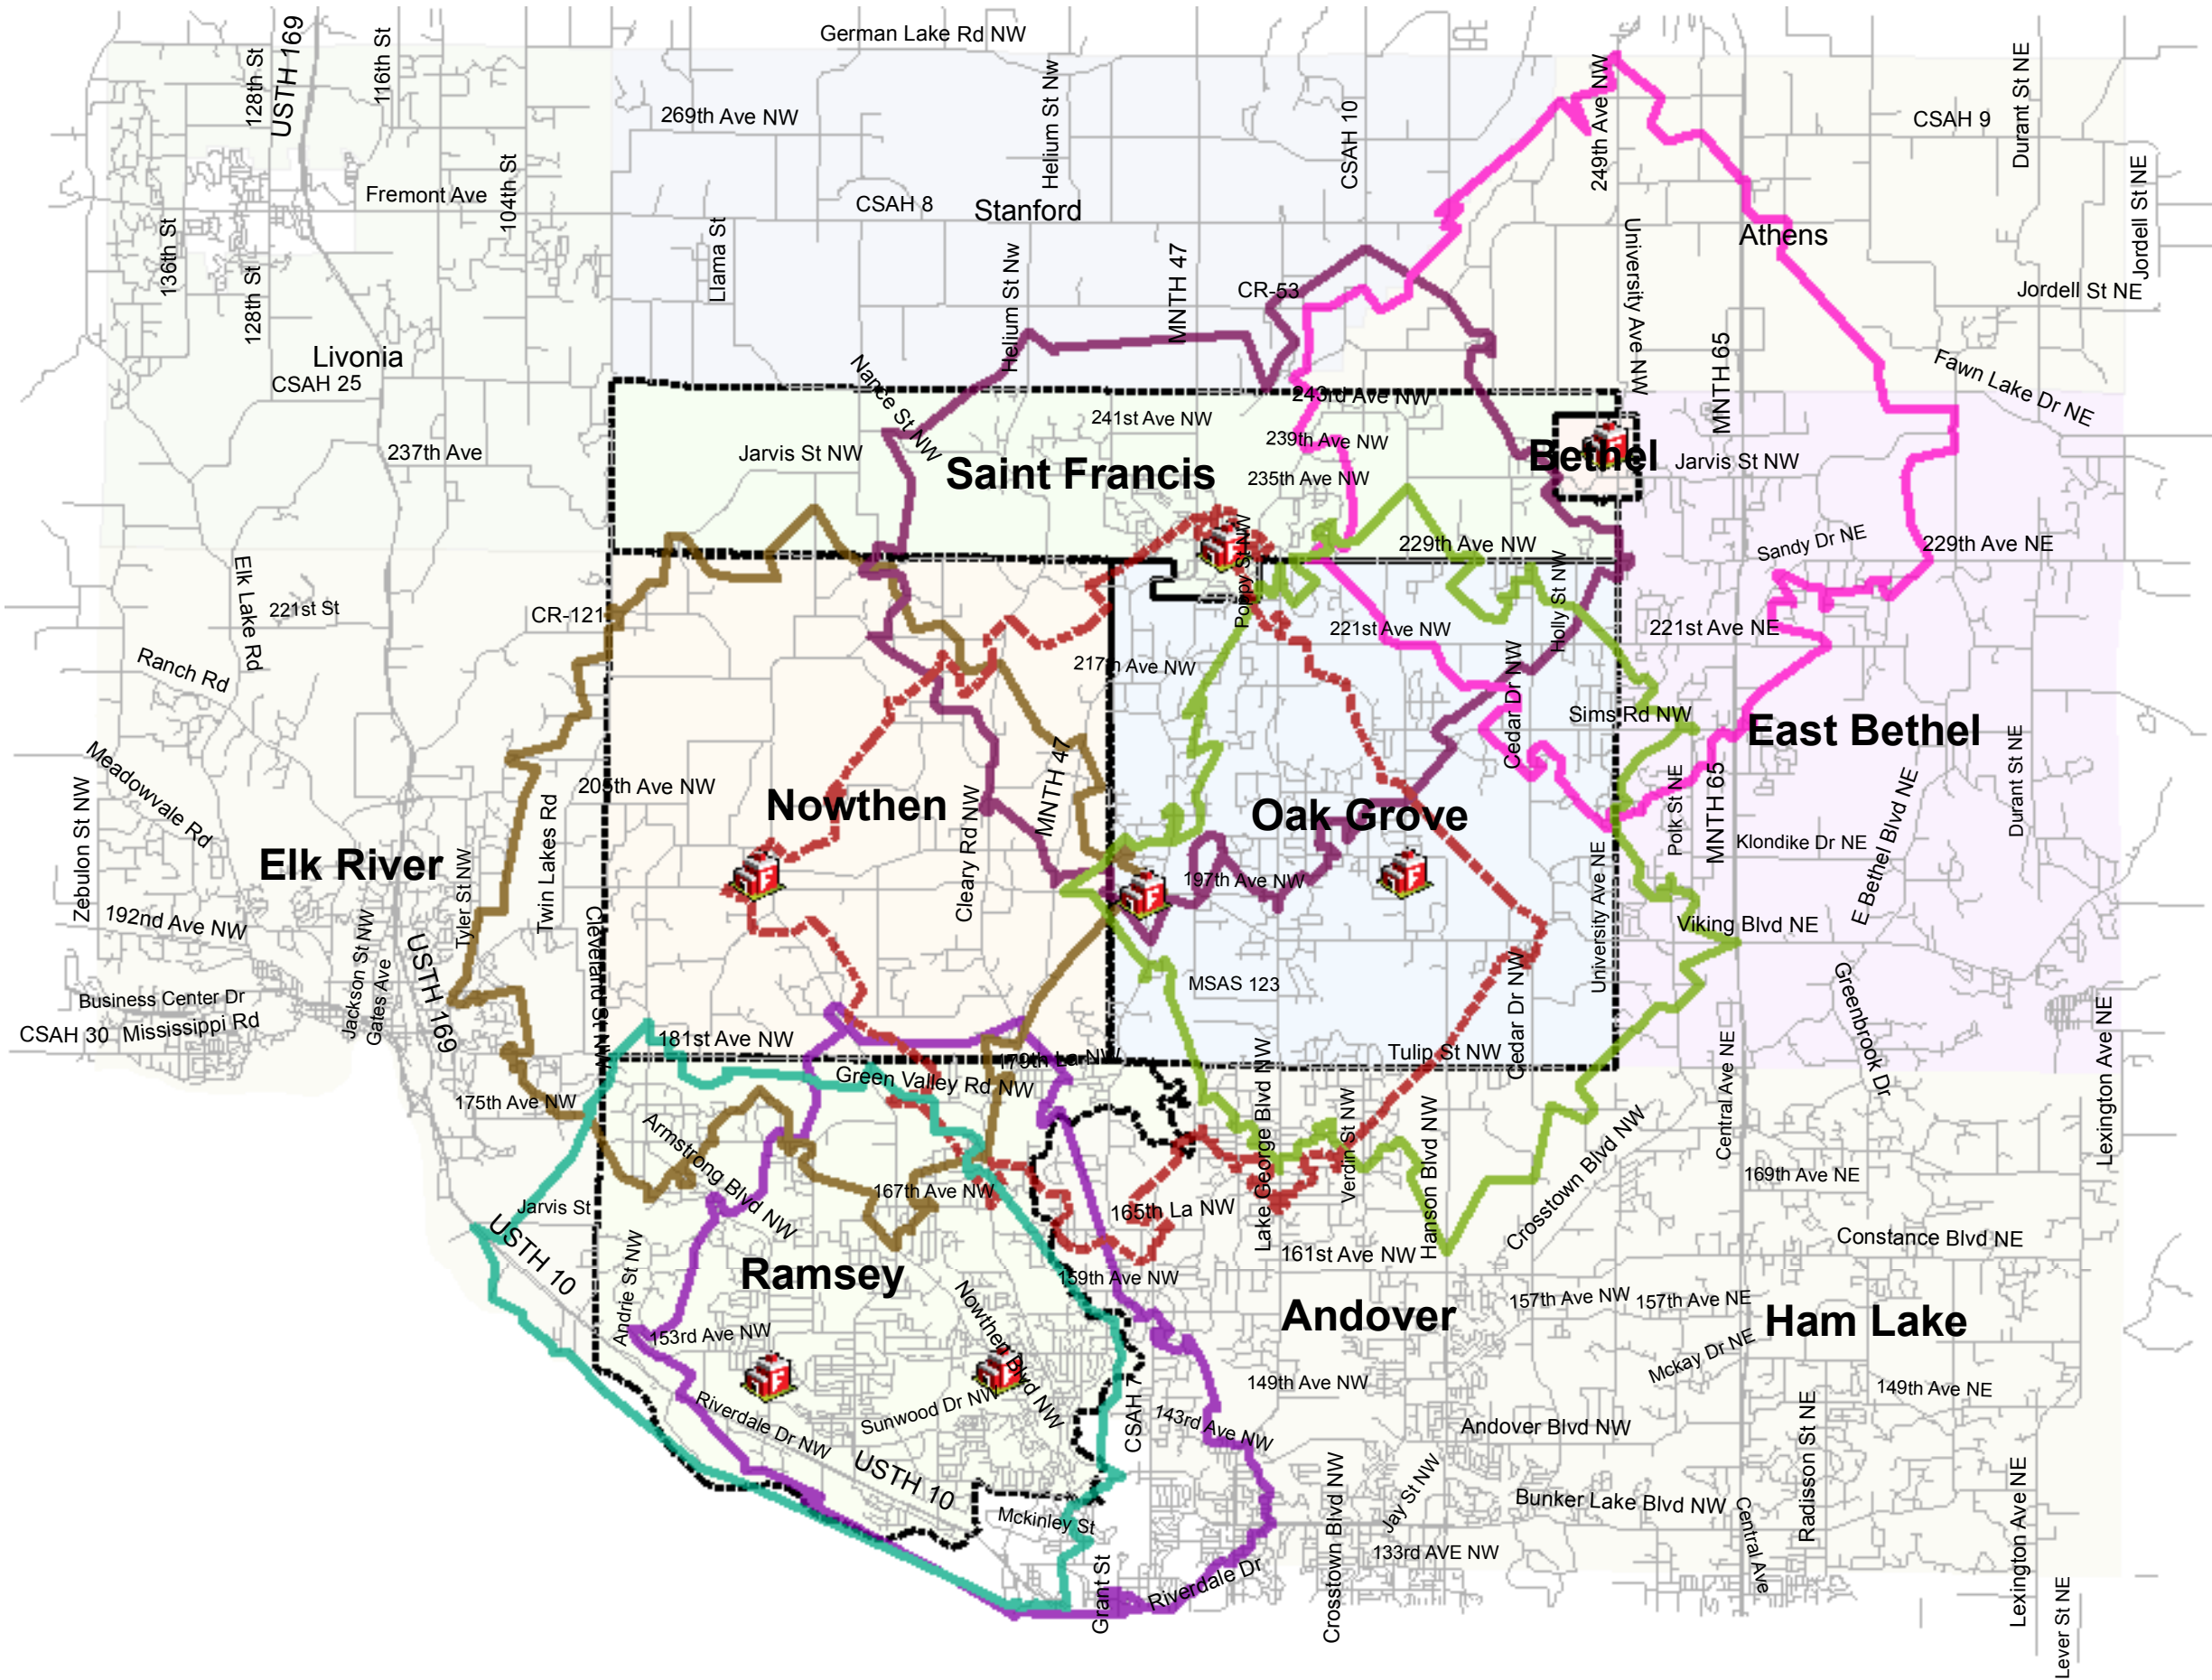 German Lake Rd NW
USTH 169
128th St
116th St
269th Ave NW
Helium St Nw
CSAH 10
249th Ave NW
CSAH 9
Durant St NE
Fremont Ave
104th St
CSAH 8
Stanford
Jordell St NE
136th St
128th St
Llama St
Helium St Nw
MNTH 47
CR-53
University Ave NW
Athens
Jordell St NE
Livonia
CSAH 25
Nance St NW
243rd Ave NW
MNTH 65
Fawn Lake Dr NE
241st Ave NW
239th Ave NW
237th Ave
Jarvis St NW
Saint Francis
235th Ave NW
Bethel
Jarvis St NW
Poppy St NW
229th Ave NW
Sandy Dr NE
229th Ave NE
Elk Lake Rd
221st St
CR-121
Holly St NW
221st Ave NW
221st Ave NE
Ranch Rd
217th Ave NW
Cedar Dr NW
Sims Rd NW
East Bethel
Meadowvale Rd
205th Ave NW
MNTH 47
Durant St NE
Nowthen
Oak Grove
Polk St NE
MNTH 65
Klondike Dr NE
E Bethel Blvd NE
Zebulon St NW
Elk River
Tyler St NW
Twin Lakes Rd
Cleary Rd NW
197th Ave NW
University Ave NE
192nd Ave NW
Viking Blvd NE
Jackson St NW
Gates Ave
USTH 169
Cleveland St NW
MSAS 123
Cedar Dr NW
Greenbrook Dr
Business Center Dr
CSAH 30
Mississippi Rd
181st Ave NW
179th La NW
Tulip St NW
Central Ave NE
Lexington Ave NE
Green Valley Rd NW
175th Ave NW
Armstrong Blvd NW
Lake George Blvd NW
Verdin St NW
Hanson Blvd NW
Crosstown Blvd NW
169th Ave NE
167th Ave NW
Jarvis St
165th La NW
USTH 10
161st Ave NW
Constance Blvd NE
Andrie St NW
Ramsey
159th Ave NW
Nowthen Blvd NW
Andover
157th Ave NW
157th Ave NE
Ham Lake
153rd Ave NW
Mckay Dr NE
149th Ave NW
149th Ave NE
Riverdale Dr NW
Sunwood Dr NW
CSAH 7
143rd Ave NW
Andover Blvd NW
Radisson St NE
USTH 10
Mckinley St
Crosstown Blvd NW
Jay St NW
Bunker Lake Blvd NW
Central Ave
Lexington Ave NE
133rd AVE NW
Grant St
Riverdale Dr
Lever St NE
F
F
F
F
F
F
F